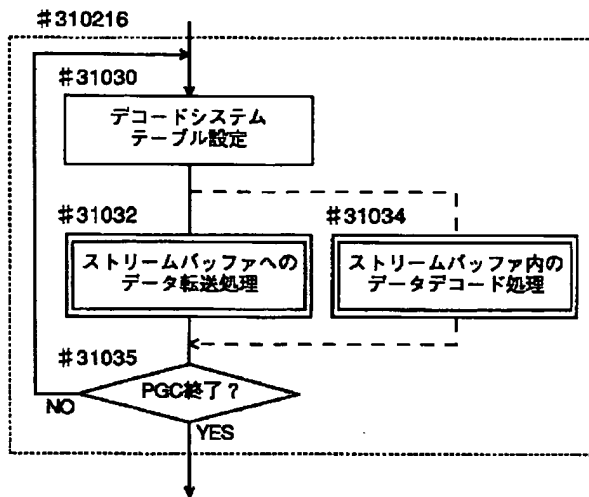 #310216
#31030
デコードシステム
テーブル設定
#31032
ストリームバッファへの
データ転送処理
#31034
ストリームバッファ内の
データデコード処理
#31035
PGC終了?
NO
YES